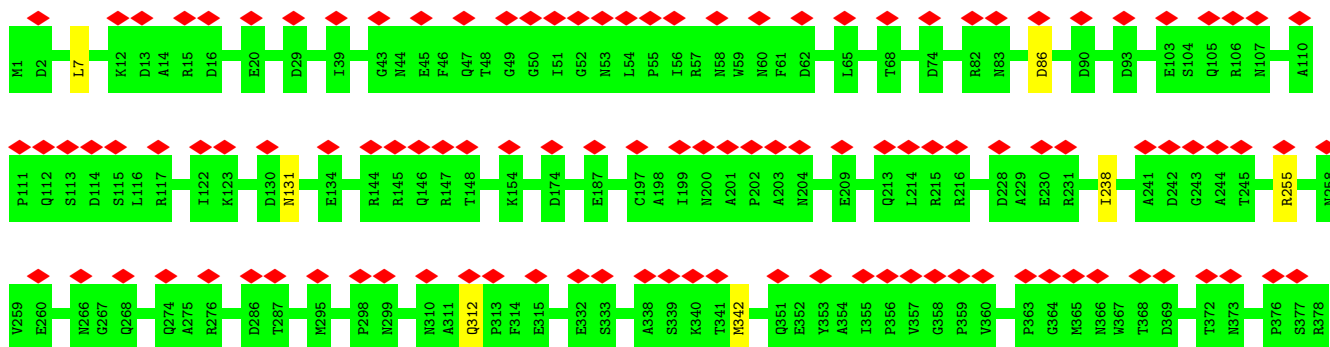 M1 D2 L7 K12 D13 A14 R15 D16 E20 D29 I39 G43 N44 E45 F46 Q47 T48 G49 G50 I51 G52 N53 L54 P55 I56 R57 N58 W59 N60 F61 D62 L65 T68 D74 R82 N83 D86 D90 D93 E103 S104 Q105 R106 N107 A110
P111 Q112 S113 D114 S115 L116 R117 I122 K123 D130 N131 E134 R144 R145 Q146 R147 T148 K154 D174 E187 C197 A198 I199 N200 A201 P202 A203 N204 E209 Q213 L214 R215 R216 D228 A229 E230 R231 I238 A241 D242 G243 A244 T245 R255 N258
V259 E260 N266 G267 Q268 Q274 A275 R276 D286 T287 M295 P298 N299 N310 A311 Q312 P313 F314 E315 E332 S333 A338 S339 K340 T341 M342 Q351 E352 Y353 A354 I355 P356 V357 G358 P359 V360 P363 G364 M365 N366 W367 T368 D369 T372 N373 P376 S377 R378